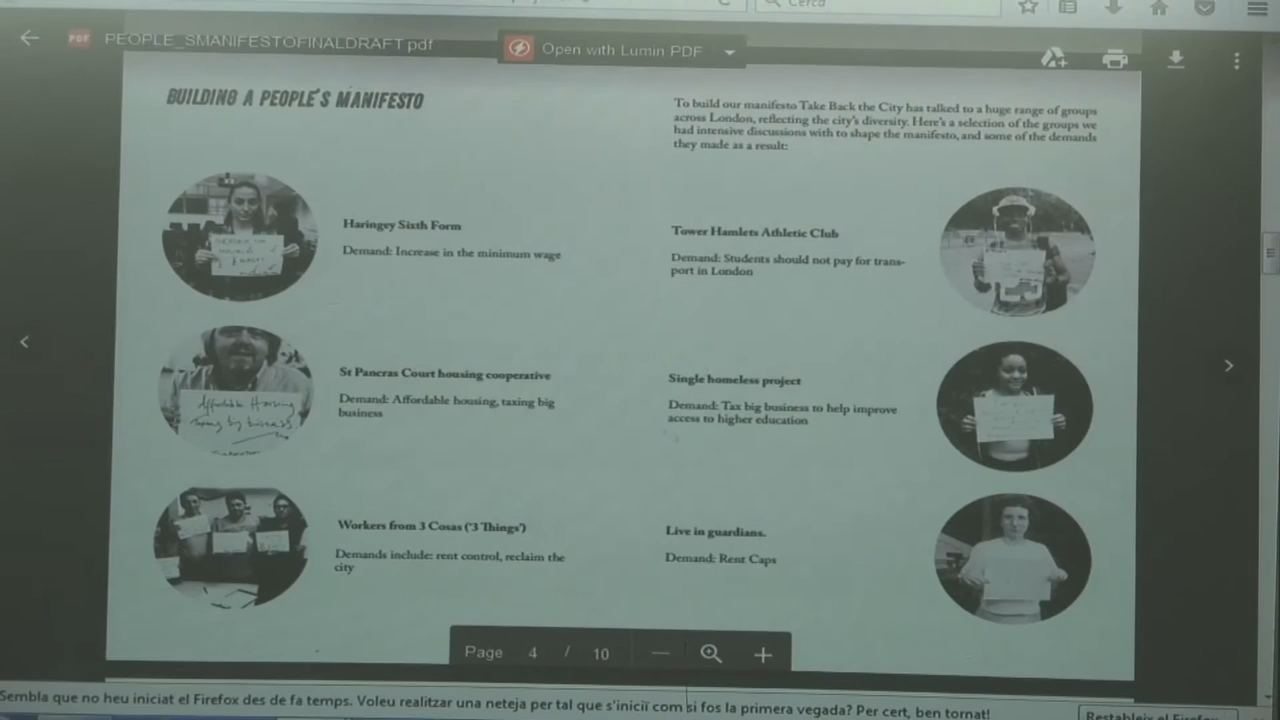 Cerca
PEOPLE_SMANIFESTOFINALDRAFT.pdf
Open with Lumin PDF
BUILDING A PEOPLE'S MANIFESTO
To build our manifesto Take Back the City has talked to a huge range of groups
across London, reflecting the city's diversity. Here's a selection of the groups we
had intensive discussions with to shape the manifesto, and some of the demands
they made as a result:
Haringey Sixth Form
Demand: Increase in the minimum wage
Tower Hamlets Athletic Club
Demand: Students should not pay for trans-
port in London
St Pancras Court housing cooperative
Demand: Affordable housing, taxing big
business
Affordable Housing
Single homeless project
Demand: Tax big business to help improve
access to higher education
Workers from 3 Cosas ('3 Things')
Demands include: rent control, reclaim the
city
Live in guardians.
Demand: Rent Caps
Page 4 / 10
Sembla que no heu iniciat el Firefox des de fa temps. Voleu realitzar una neteja per tal que s'iniciï com si fos la primera vegada? Per cert, ben tornat!
Restableix el Firefox